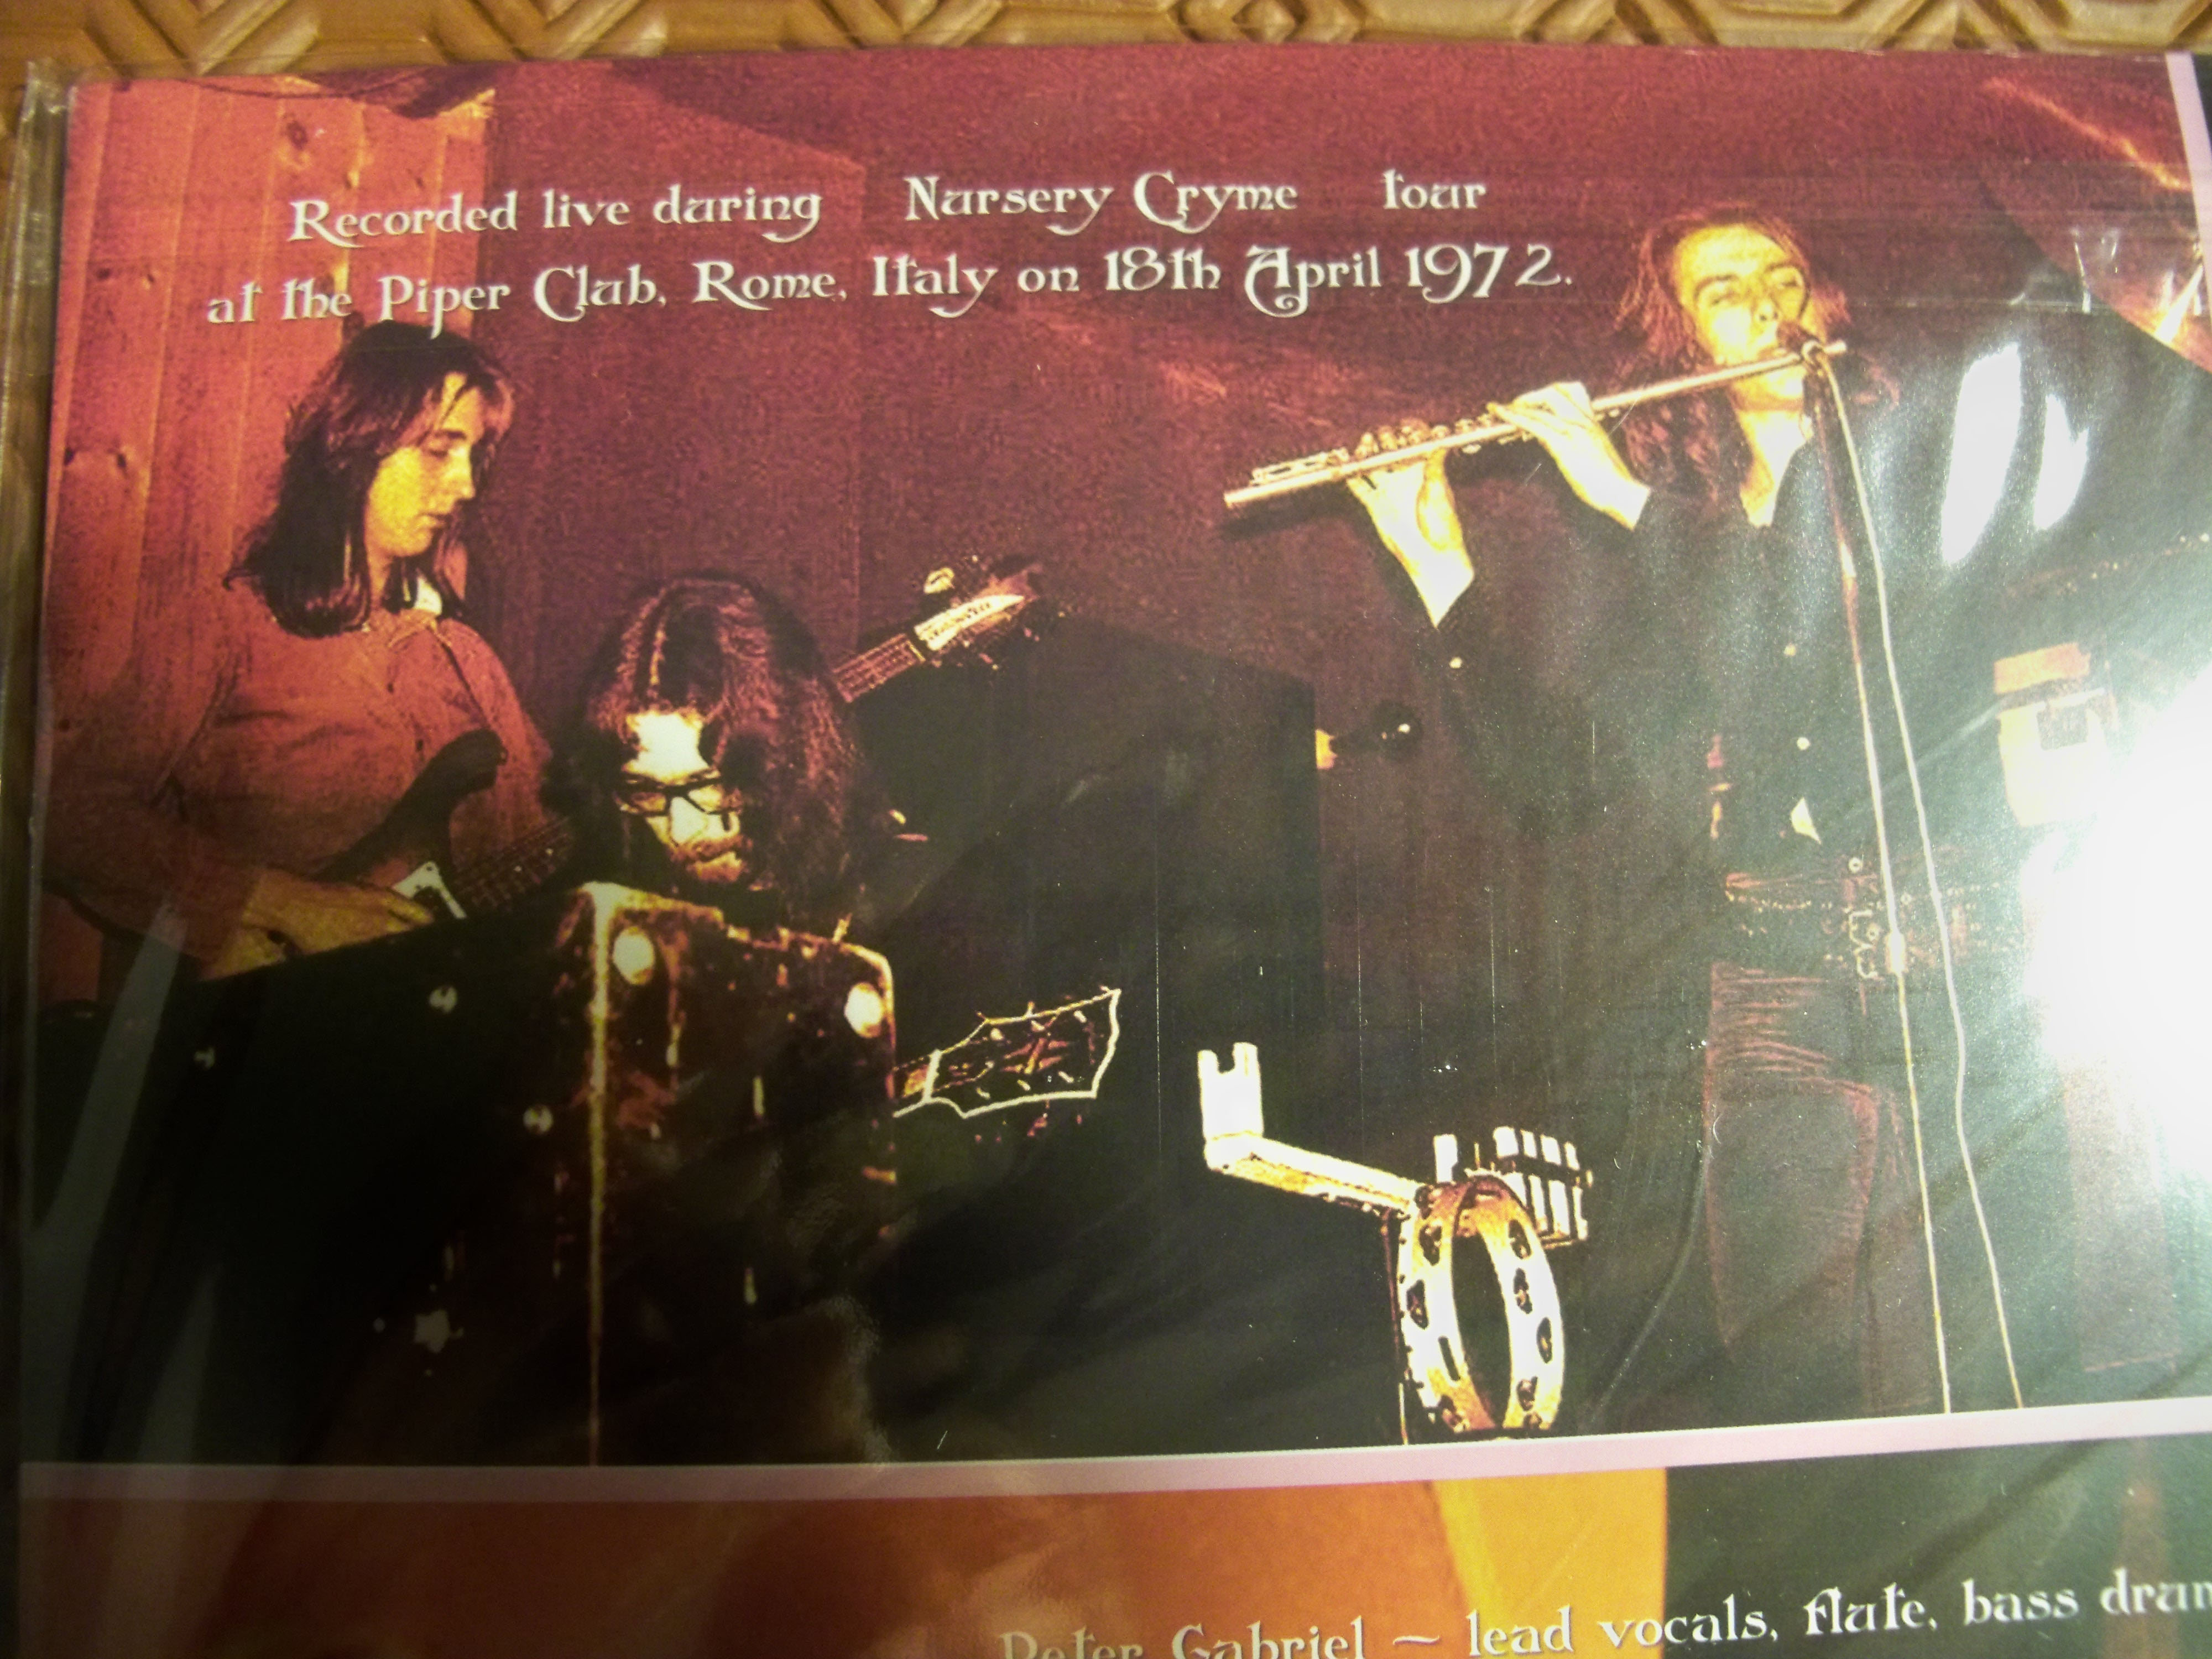 Recorded live during Nursery Cryme tour
at the Piper Club, Rome, Italy on 18th April 1972.
Peter Gabriel ~ lead vocals, flute, bass drum